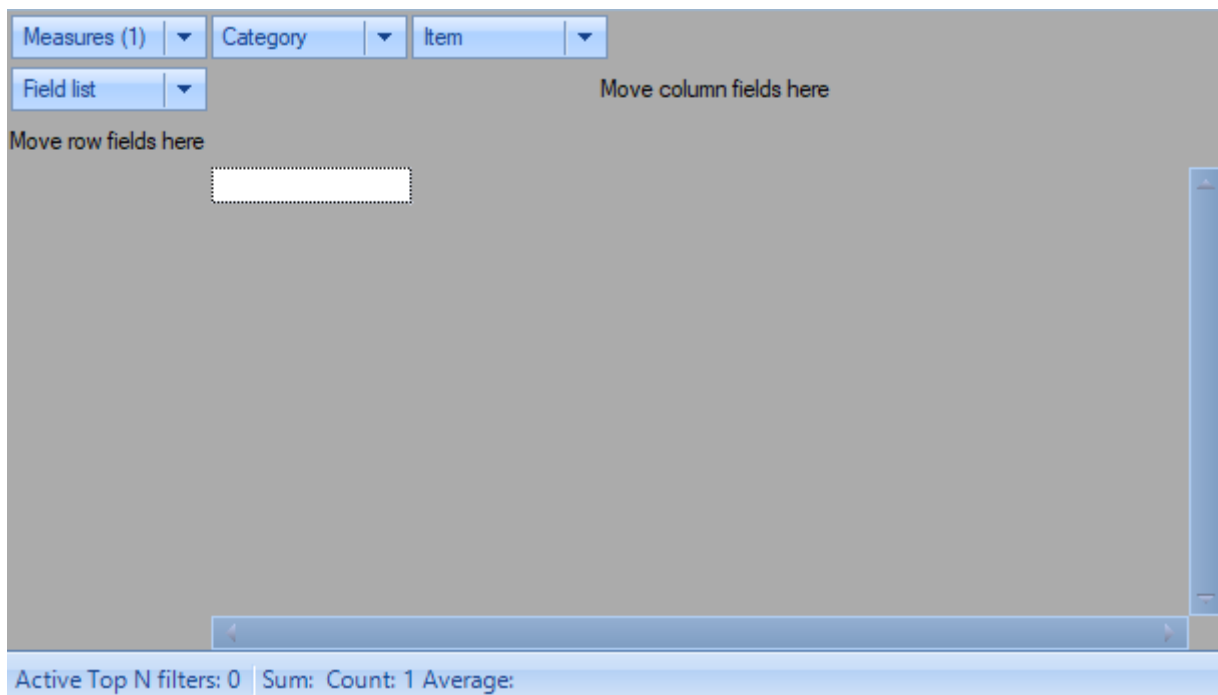 Measures (1) Category Item
Field list Move column fields here
Move row fields here
Active Top N filters: 0 Sum: Count: 1 Average: